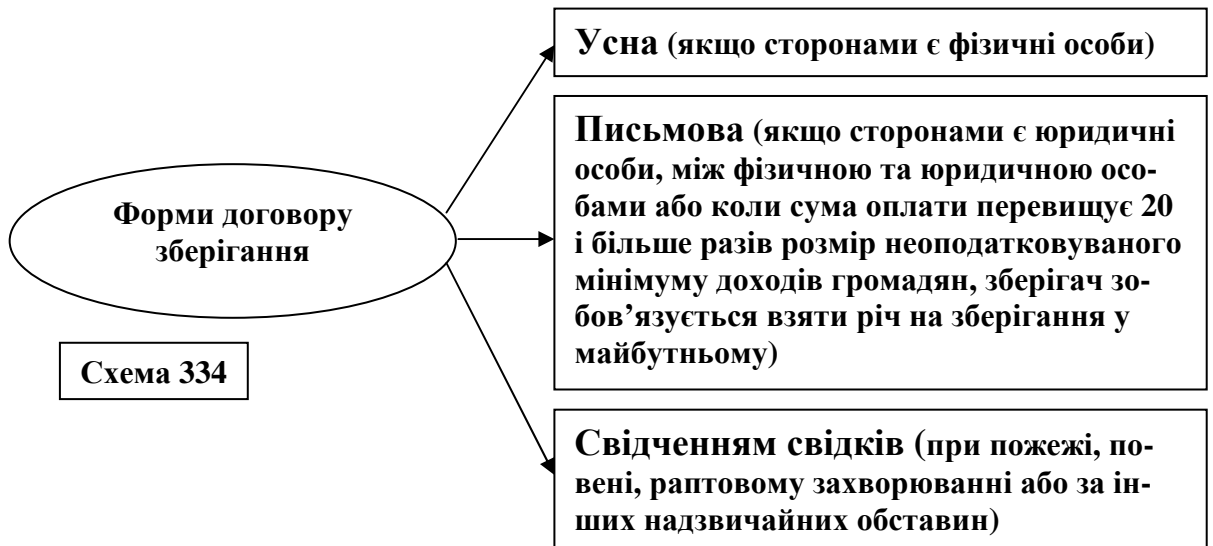 Усна (якщо сторонами є фізичні особи)
Письмова (якщо сторонами є юридичні
особи, між фізичною та юридичною осо-
бами або коли сума оплати перевищує 20
і більше разів розмір неоподатковуваного
мінімуму доходів громадян, зберігач зо-
бов’язується взяти річ на зберігання у
майбутньому)
Форми договору
зберігання
Схема 334
Свідченням свідків (при пожежі, по-
вені, раптовому захворюванні або за ін-
ших надзвичайних обставин)